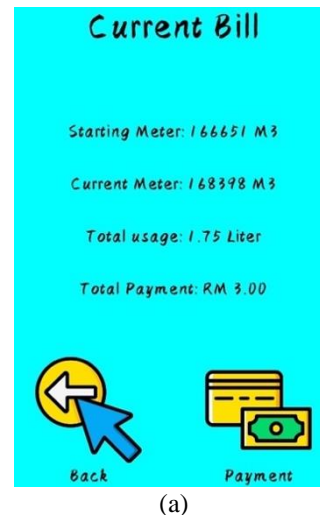 Current Bill
Starting Meter: 166651 M3
Current Meter: 168398 M3
Total usage: 1.75 Liter
Total Payment: RM 3.00
Back Payment
(a)